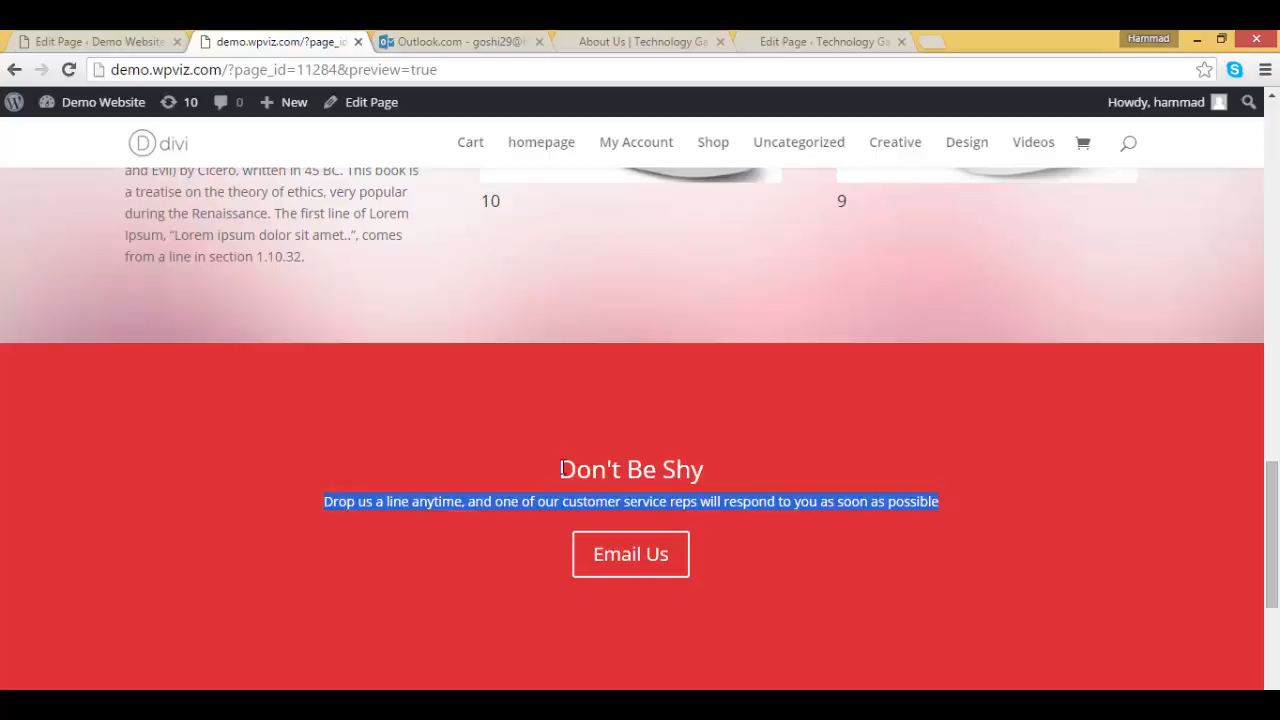 Edit Page ‹ Demo Website
demo.wpviz.com/?page_id
Outlook.com - goshi29@
About Us | Technology Ga
Edit Page ‹ Technology Ga
Hammad
demo.wpviz.com/?page_id=11284&preview=true
Demo Website
10
0
New
Edit Page
Howdy, hammad
D divi
Cart
homepage
My Account
Shop
Uncategorized
Creative
Design
Videos
and Evil) by Cicero, written in 45 BC. This book is
a treatise on the theory of ethics, very popular
during the Renaissance. The first line of Lorem
Ipsum, “Lorem ipsum dolor sit amet..”, comes
from a line in section 1.10.32.
10
9
Don't Be Shy
Drop us a line anytime, and one of our customer service reps will respond to you as soon as possible
Email Us